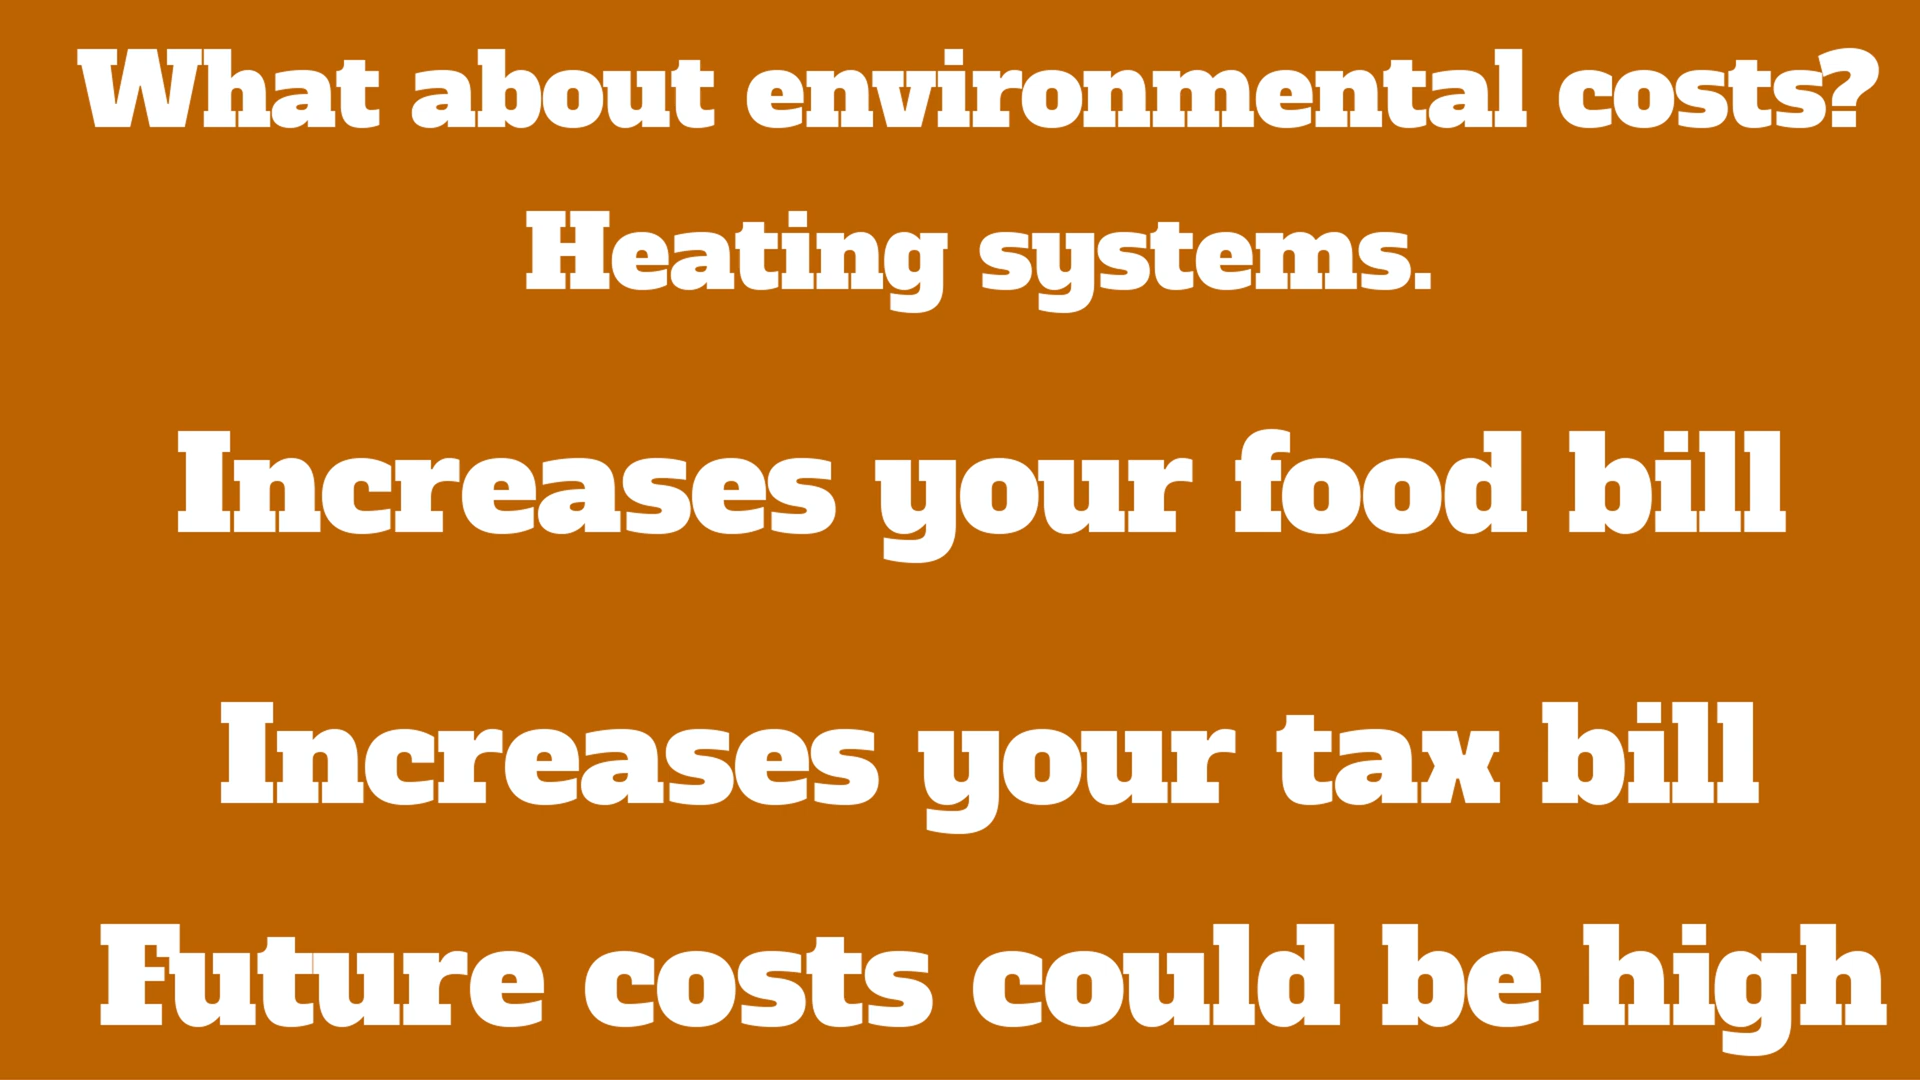 What about environmental costs?
Heating systems.
Increases your food bill
Increases your tax bill
Future costs could be high